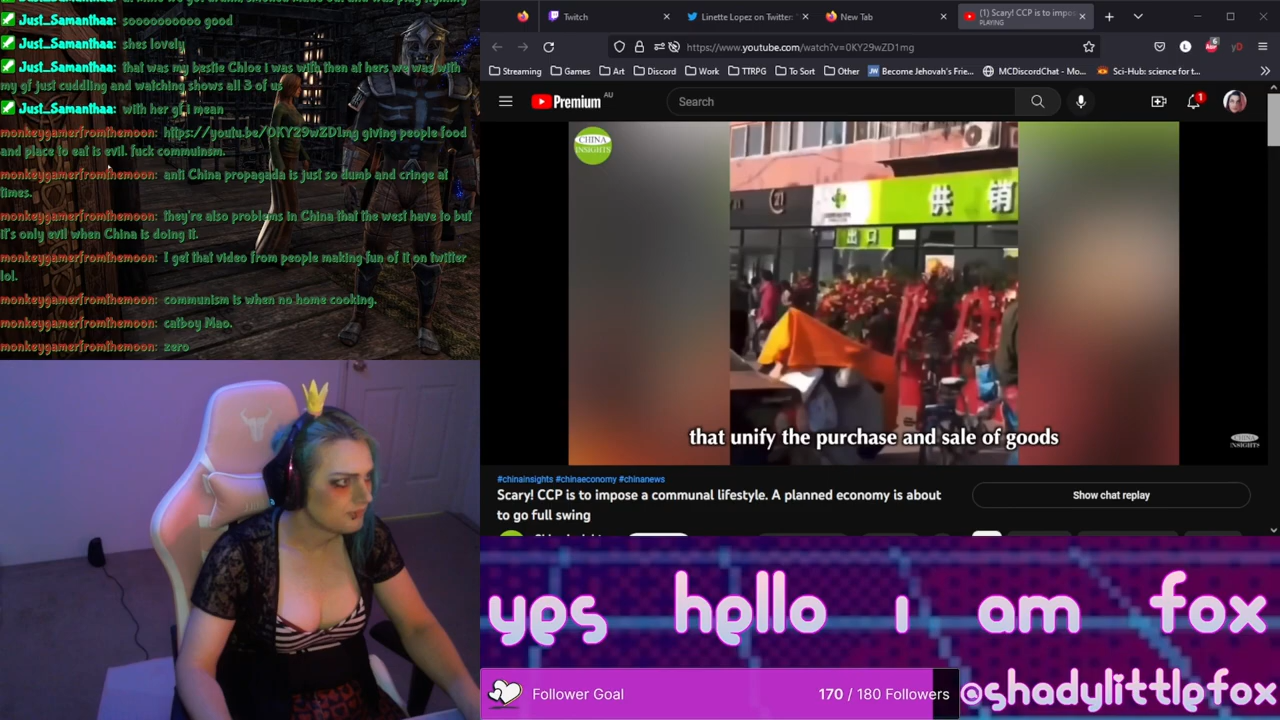 Just_Samanthaa: soooooooooo good
Just_Samanthaa: shes lovely
Just_Samanthaa: that was my bestie Chloe i was with then at hers we was with
my gf just cuddling and watching shows all 3 of us
Just_Samanthaa: with her gf i mean
monkeygamerfromthemoon: https://youtu.be/0KY29wZD1mg giving people food
and place to eat is evil. fuck commuinsm.
monkeygamerfromthemoon: anti China propagada is just so dumb and cringe at
times.
monkeygamerfromthemoon: they're also problems in China that the west have to but
it's only evil when China is doing it.
monkeygamerfromthemoon: I get that video from people making fun of it on twitter
lol.
monkeygamerfromthemoon: communism is when no home cooking.
monkeygamerfromthemoon: catboy Mao.
monkeygamerfromthemoon: zero
Twitch
Linette Lopez on Twitter:
New Tab
(1) Scary! CCP is to impos
PLAYING
https://www.youtube.com/watch?v=0KY29wZD1mg
Streaming
Games
Art
Discord
Work
TTRPG
To Sort
Other
Become Jehovah's Frie...
MCDiscordChat - Mo...
Sci-Hub: science for t...
Premium AU
Search
1
CHINA
INSIGHTS
供 销
出口
that unify the purchase and sale of goods
CHINA
INSIGHTS
#chinainsights #chinaeconomy #chinanews
Scary! CCP is to impose a communal lifestyle. A planned economy is about
to go full swing
Show chat replay
yes hello i am fox
Follower Goal
170 / 180 Followers
@shadylittlefox